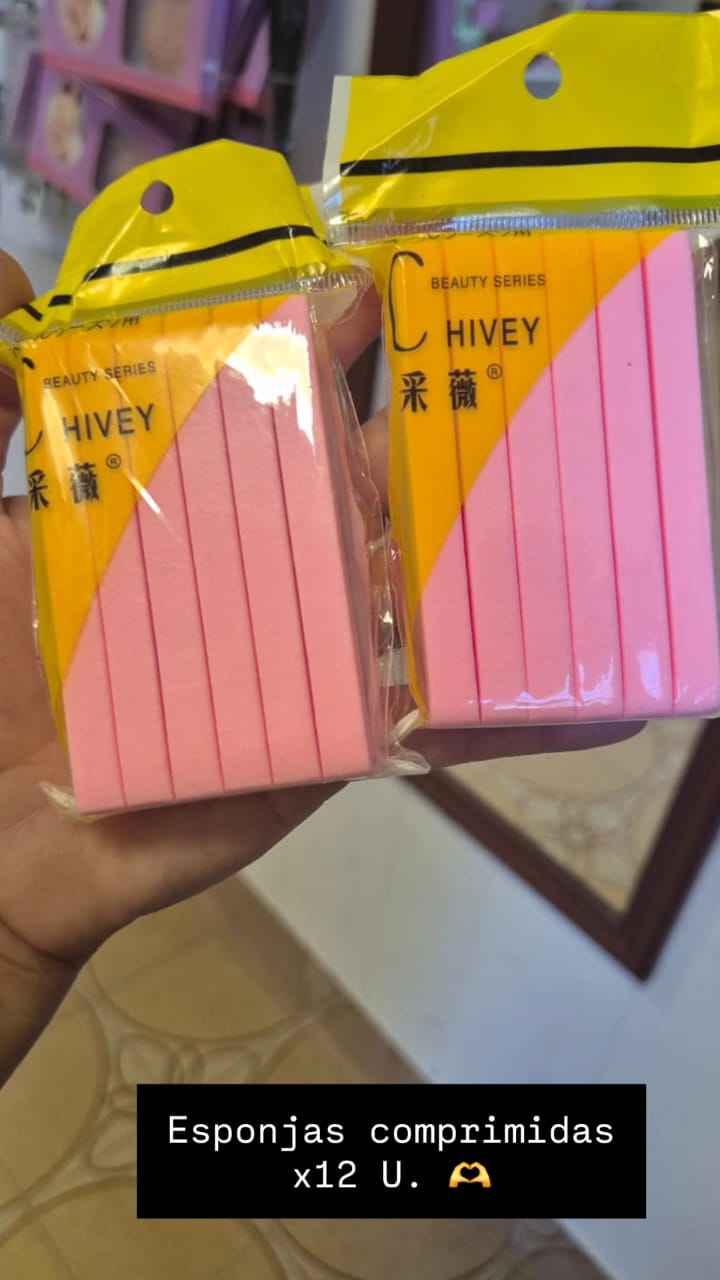 BEAUTY SERIES
C HIVEY
采薇®
BEAUTY SERIES
HIVEY
采薇®
Esponjas comprimidas
x12 U. 🫶